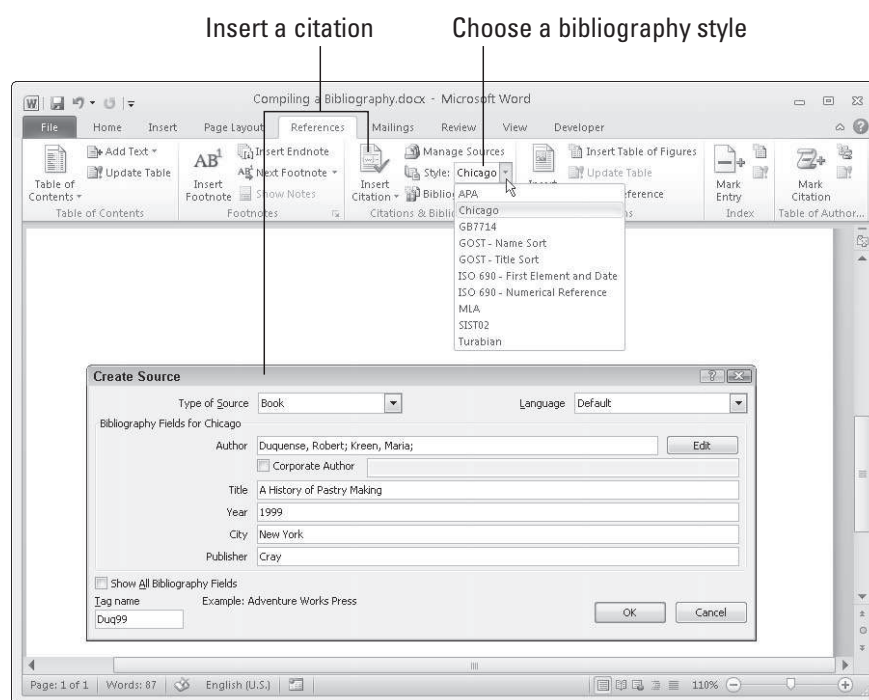 Insert a citation Choose a bibliography style
Compiling a Bibliography.docx - Microsoft Word
File Home Insert Page Layout References Mailings Review View Developer
Table of Contents
Add Text
Update Table
Table of Contents
AB1
Insert Footnote
Insert Endnote
AB Next Footnote
Show Notes
Footnotes
Insert Citation
Manage Sources
Style: Chicago
Citations &
Insert Table of Figures
Update Table
Mark Entry
Index
Mark Citation
Table of Author...
APA
Chicago
GB7714
GOST - Name Sort
GOST - Title Sort
ISO 690 - First Element and Date
ISO 690 - Numerical Reference
MLA
SIST02
Turabian
Create Source
Type of Source Book Language Default
Bibliography Fields for Chicago
Author Duquense, Robert; Kreen, Maria; Edit
Corporate Author
Title A History of Pastry Making
Year 1999
City New York
Publisher Cray
Show All Bibliography Fields
Tag name Example: Adventure Works Press
Duq99
OK Cancel
Page: 1 of 1 Words: 87 English (U.S.) 110%